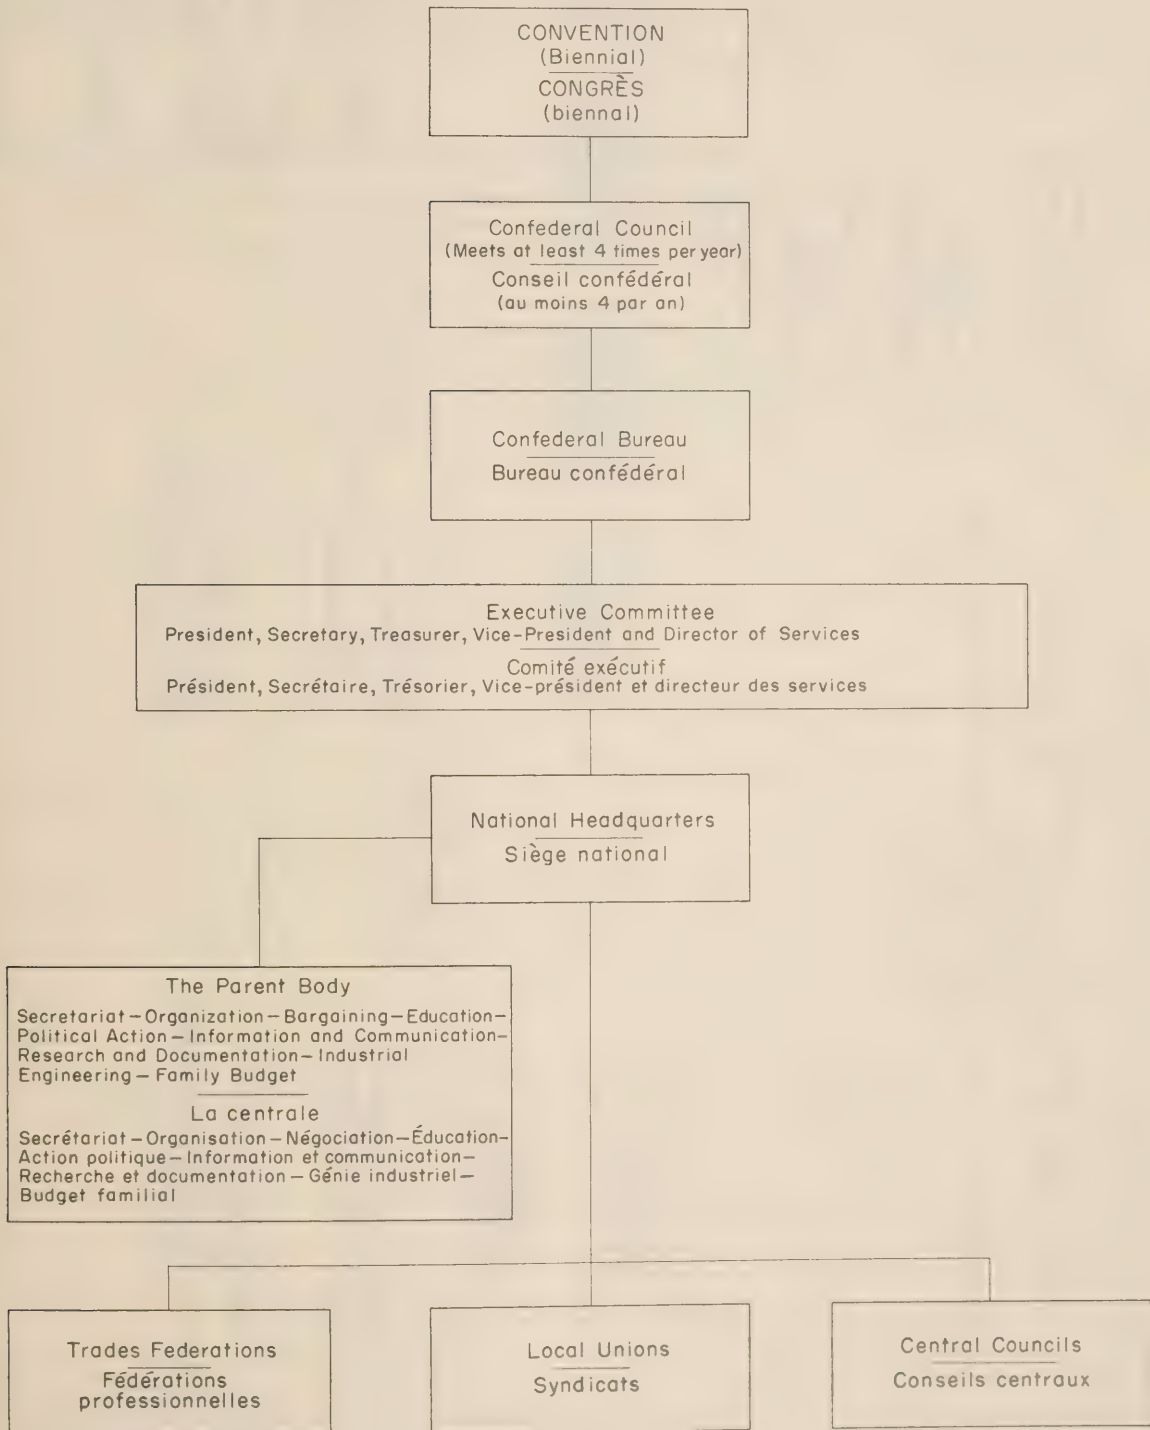 CONVENTION
(Biennial)
CONGRÈS
(biennal)
Confederal Council
(Meets at least 4 times per year)
Conseil confédéral
(au moins 4 par an)
Confederal Bureau
Bureau confédéral
Executive Committee
President, Secretary, Treasurer, Vice-President and Director of Services
Comité exécutif
Président, Secrétaire, Trésorier, Vice-président et directeur des services
National Headquarters
Siège national
The Parent Body
Secretariat – Organization – Bargaining – Education –
Political Action – Information and Communication –
Research and Documentation – Industrial
Engineering – Family Budget
La centrale
Secrétariat – Organisation – Négociation – Éducation –
Action politique – Information et communication –
Recherche et documentation – Génie industriel –
Budget familial
Trades Federations
Fédérations
professionnelles
Local Unions
Syndicats
Central Councils
Conseils centraux